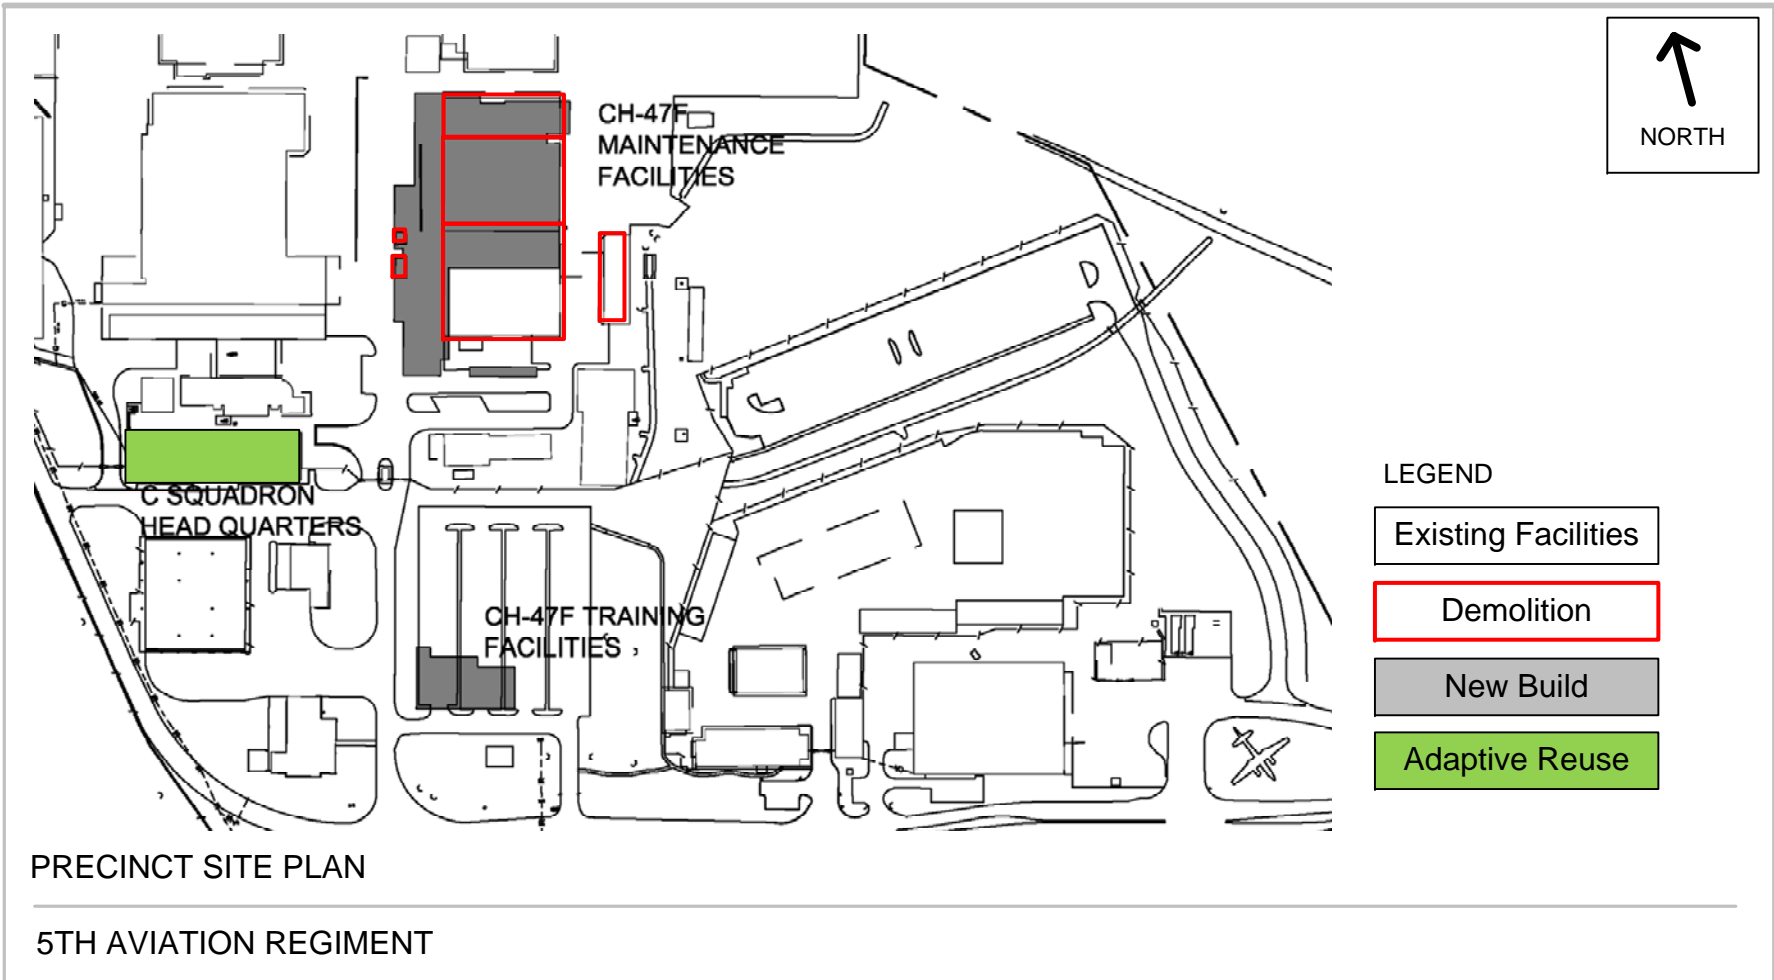 NORTH
CH-47F
MAINTENANCE
FACILITIES
C SQUADRON
HEAD QUARTERS
CH-47F TRAINING
FACILITIES
LEGEND
Existing Facilities
Demolition
New Build
Adaptive Reuse
PRECINCT SITE PLAN
5TH AVIATION REGIMENT